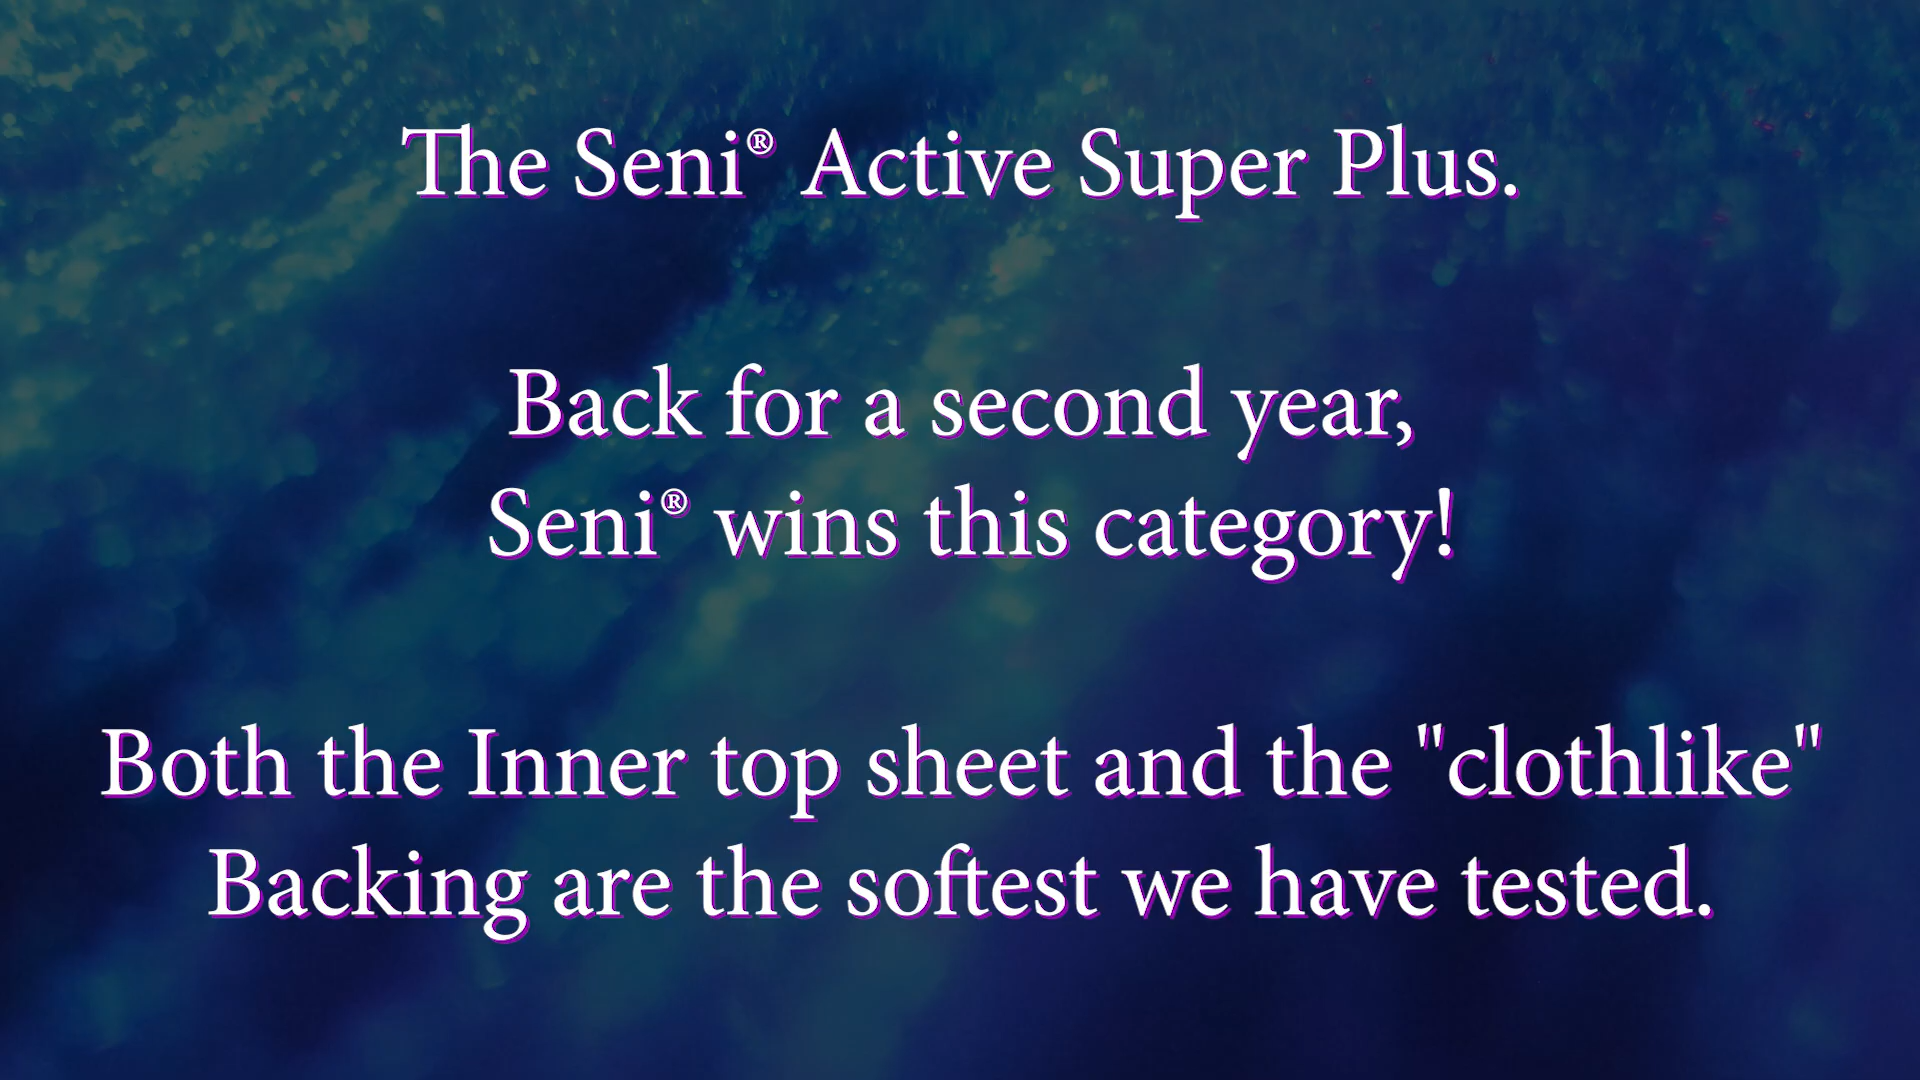 The Seni® Active Super Plus.
Back for a second year,
Seni® wins this category!
Both the Inner top sheet and the "clothlike"
Backing are the softest we have tested.